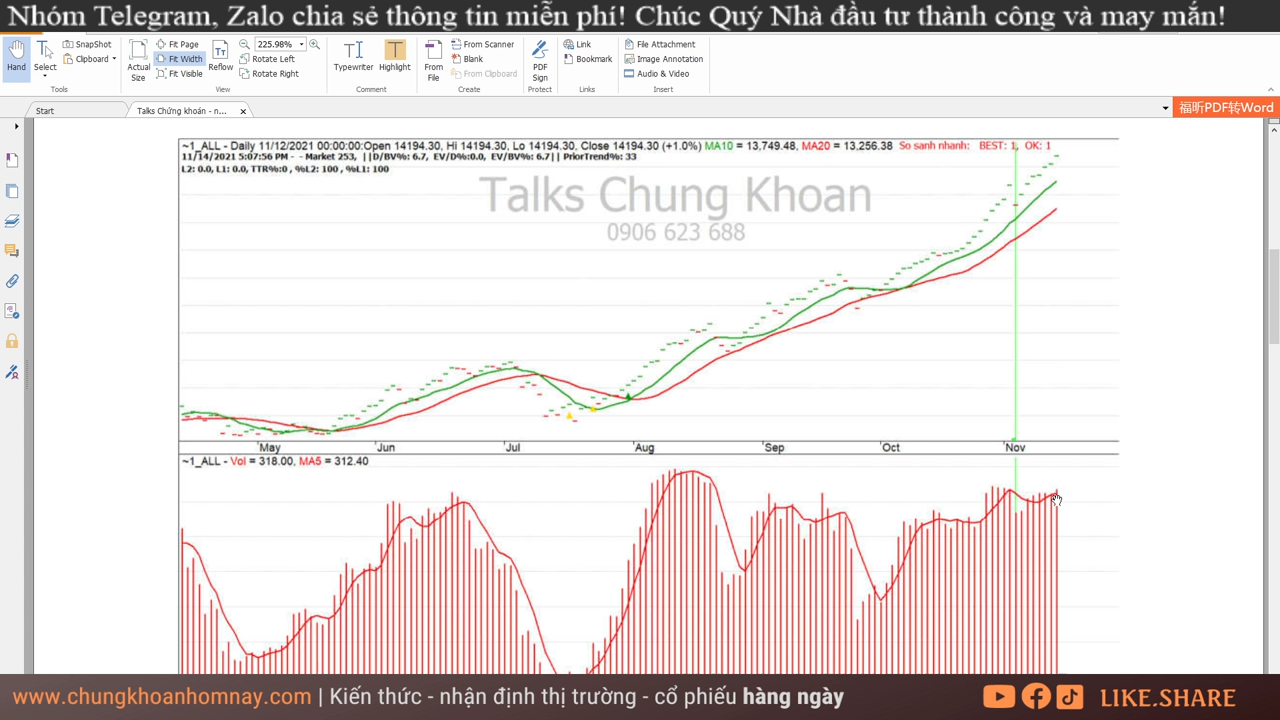 Nhóm Telegram, Zalo chia sẻ thông tin miễn phí! Chúc Quý Nhà đầu tư thành công và may mắn!
Hand
Select
SnapShot
Clipboard
Tools
Actual Size
Fit Page
Fit Width
Fit Visible
Reflow
225.98%
Rotate Left
Rotate Right
View
Typewriter
Highlight
Comment
From File
From Scanner
Blank
From Clipboard
Create
PDF Sign
Protect
Link
Bookmark
Links
File Attachment
Image Annotation
Audio & Video
Insert
Start
Talks Chứng khoán - n...
福昕PDF转Word
~1_ALL - Daily 11/12/2021 00:00:00:Open 14194.30, Hi 14194.30, Lo 14194.30, Close 14194.30 (+1.0%) MA10 = 13,749.48, MA20 = 13,256.38 So sanh nhanh: BEST: 1, OK: 1
11/14/2021 5:07:56 PM - - Market 253, ||D/BV%: 6.7, EV/D%:0.0, EV/BV%: 6.7|| PriorTrend%: 33
L2: 0.0, L1: 0.0, TTR%:0 , %L2: 100 , %L1: 100
Talks Chung Khoan
0906 623 688
May Jun Jul Aug Sep Oct Nov
~1_ALL - Vol = 318.00, MA5 = 312.40
www.chungkhoanhomnay.com | Kiến thức - nhận định thị trường - cổ phiếu hàng ngày
LIKE.SHARE